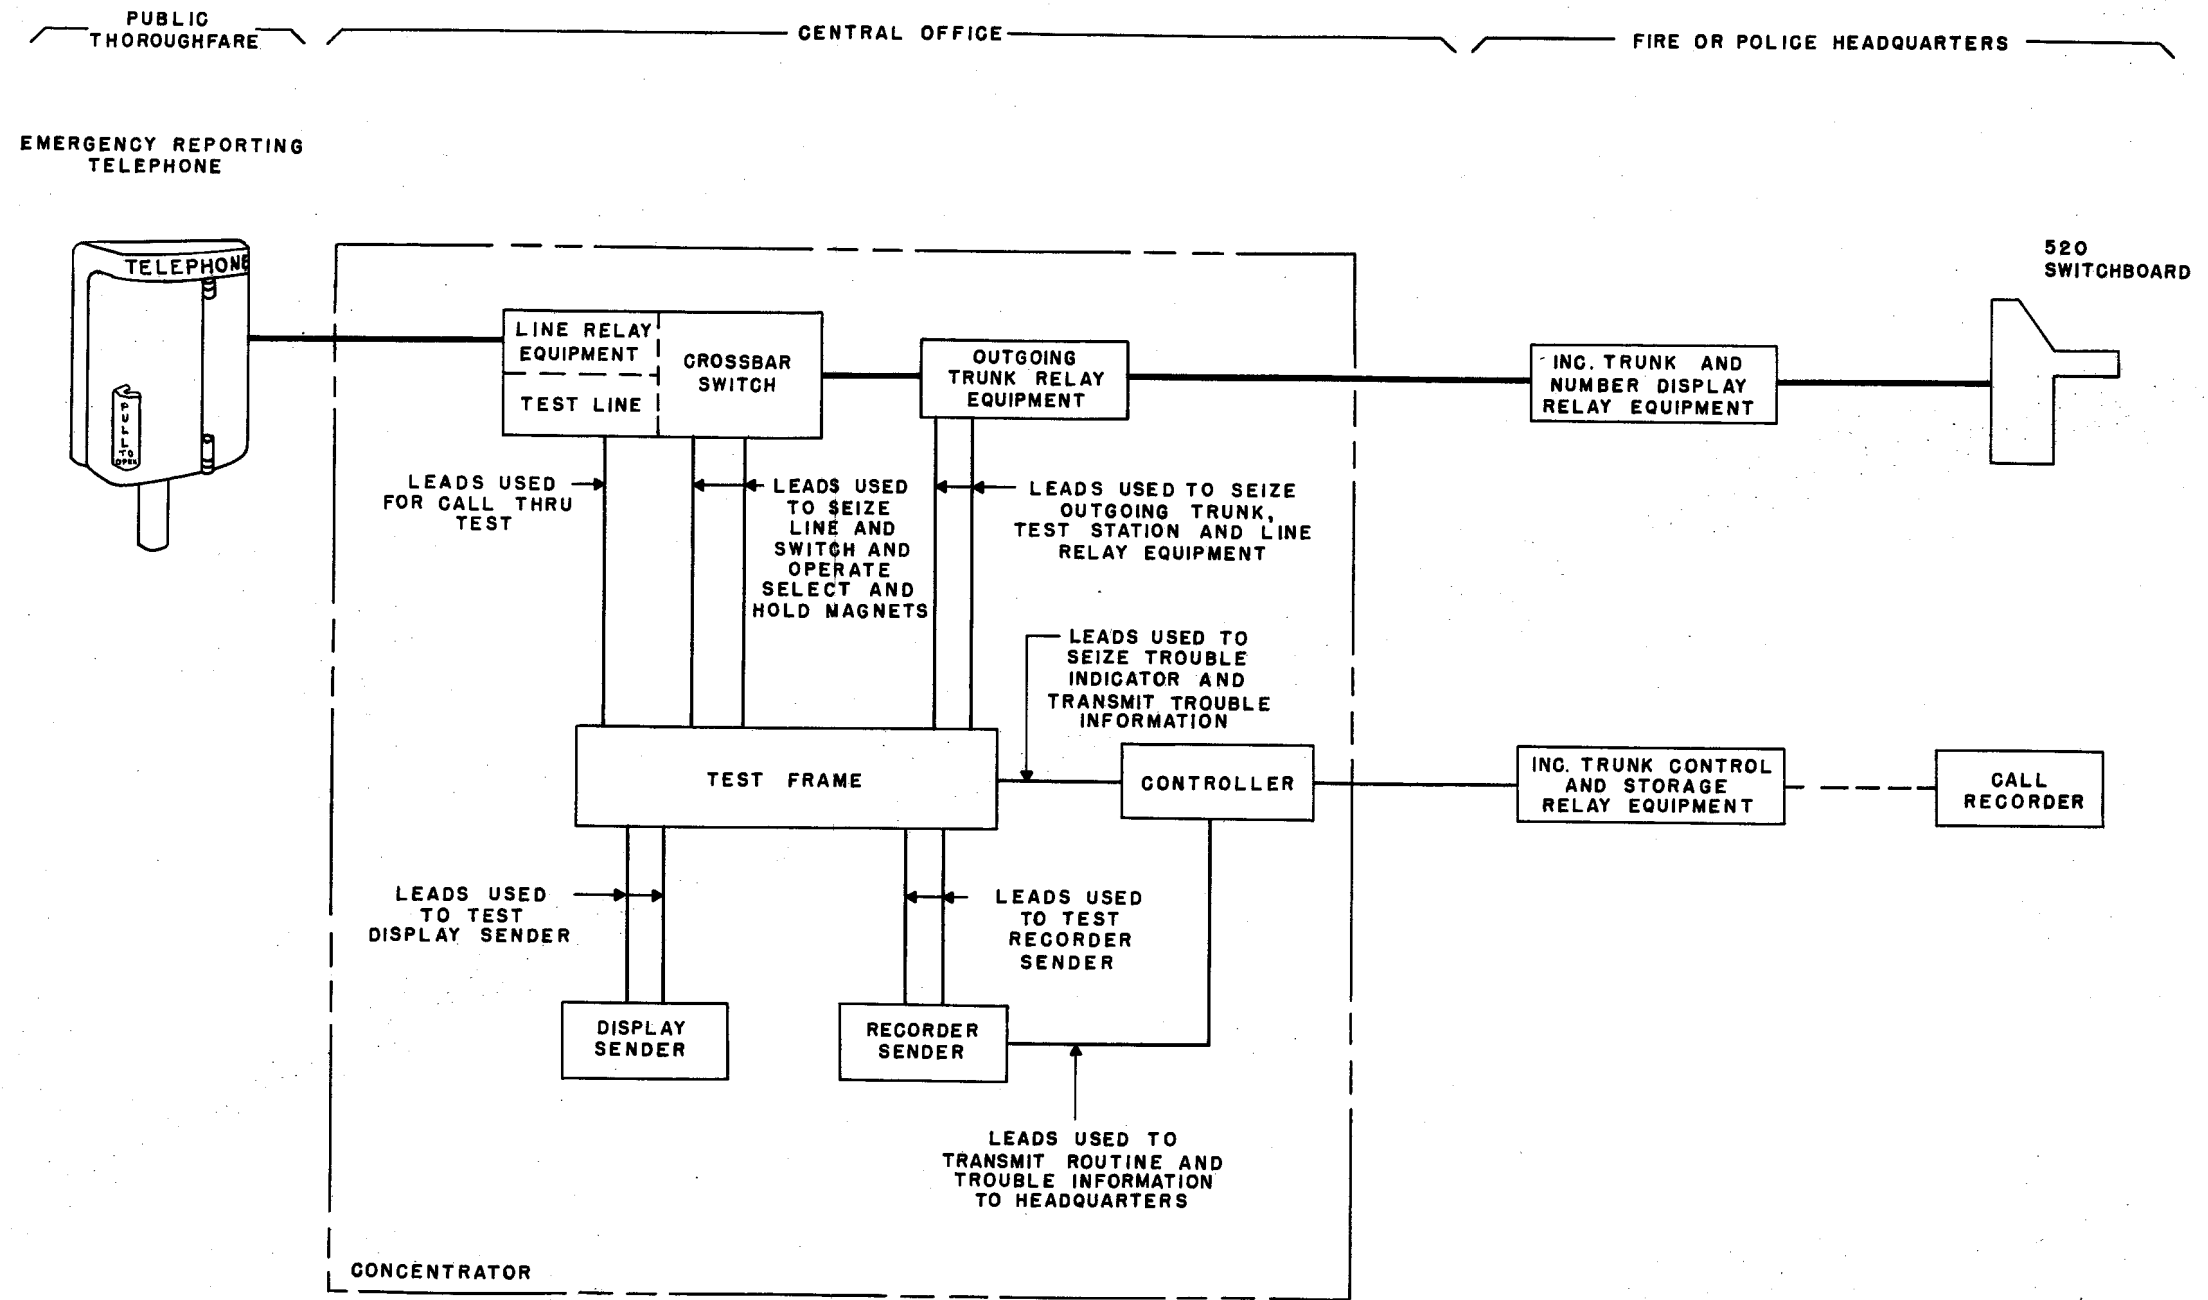 PUBLIC
THOROUGHFARE
CENTRAL OFFICE
FIRE OR POLICE HEADQUARTERS
EMERGENCY REPORTING
TELEPHONE
TELEPHONE
PULL
TO
OPEN
520
SWITCHBOARD
LINE RELAY
EQUIPMENT
TEST LINE
CROSSBAR
SWITCH
OUTGOING
TRUNK RELAY
EQUIPMENT
INC. TRUNK AND
NUMBER DISPLAY
RELAY EQUIPMENT
LEADS USED
FOR CALL THRU
TEST
LEADS USED
TO SEIZE
LINE AND
SWITCH AND
OPERATE
SELECT AND
HOLD MAGNETS
LEADS USED TO SEIZE
OUTGOING TRUNK,
TEST STATION AND LINE
RELAY EQUIPMENT
LEADS USED TO
SEIZE TROUBLE
INDICATOR AND
TRANSMIT TROUBLE
INFORMATION
TEST FRAME
CONTROLLER
INC. TRUNK CONTROL
AND STORAGE
RELAY EQUIPMENT
CALL
RECORDER
LEADS USED
TO TEST
DISPLAY SENDER
LEADS USED
TO TEST
RECORDER
SENDER
DISPLAY
SENDER
RECORDER
SENDER
LEADS USED TO
TRANSMIT ROUTINE AND
TROUBLE INFORMATION
TO HEADQUARTERS
CONCENTRATOR